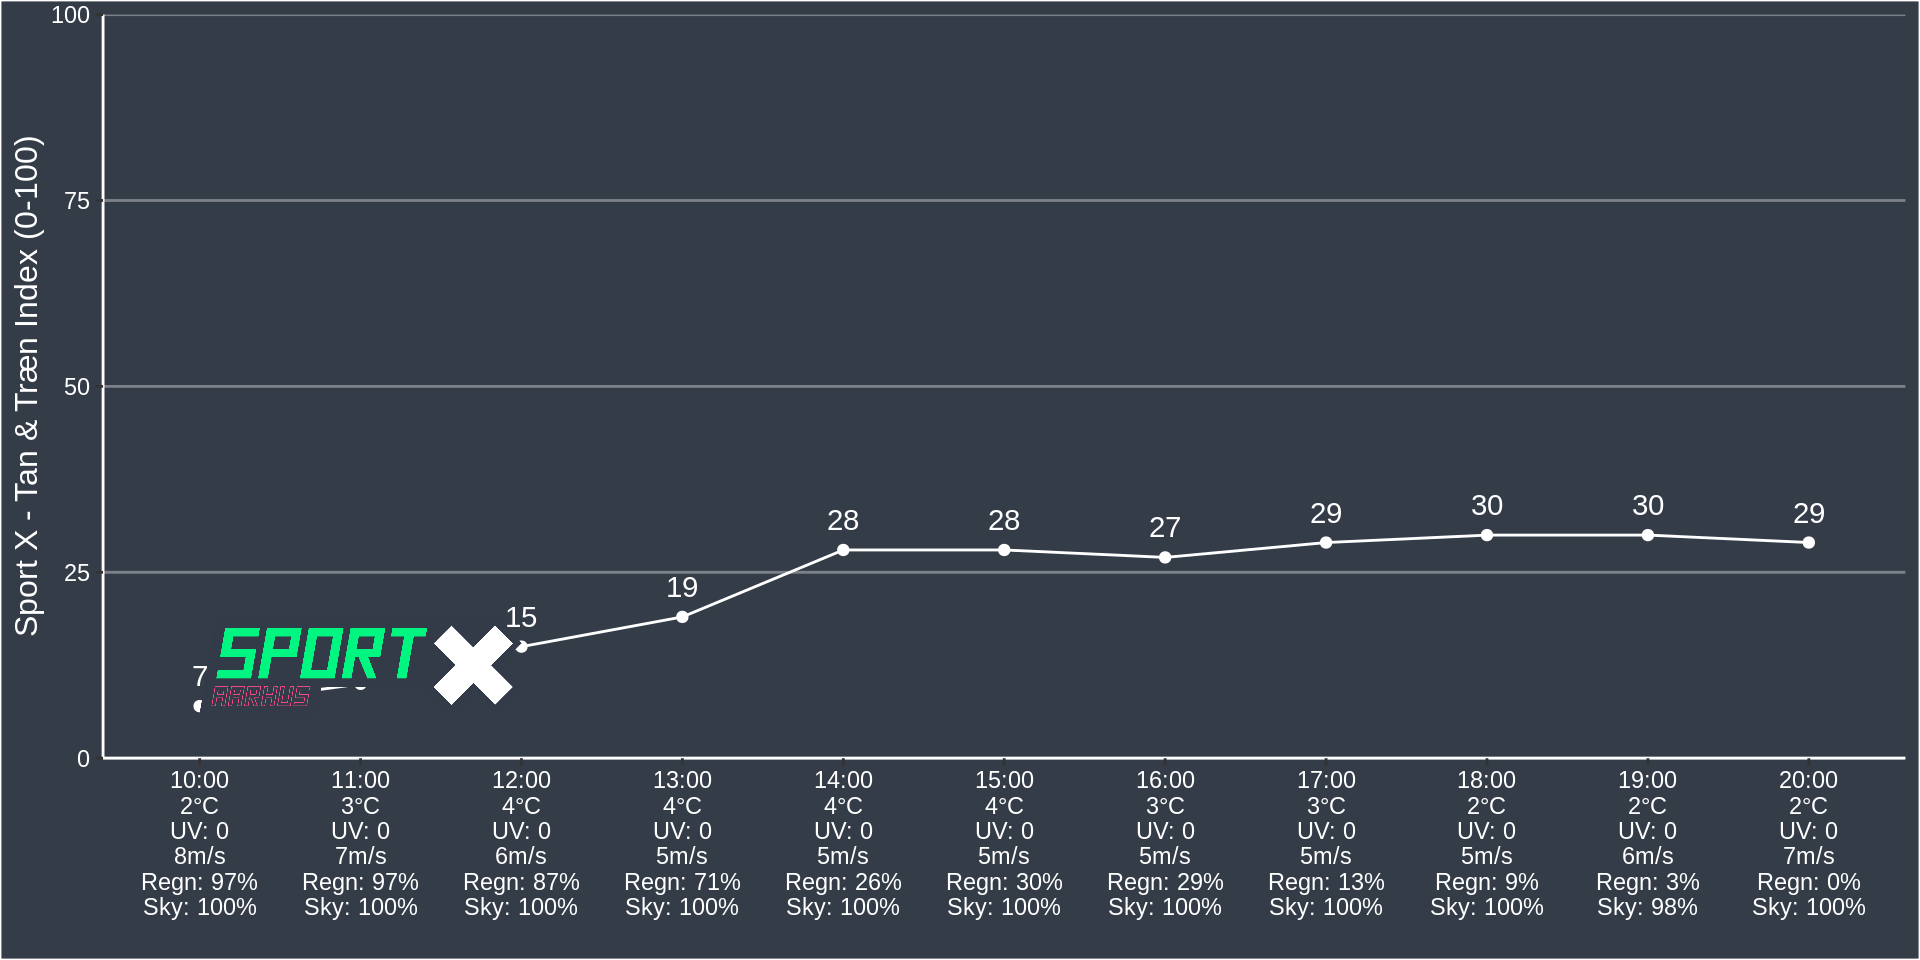 100
75
50
25
0
Sport X - Tan & Træn Index (0-100)
7
15
19
28
28
27
29
30
30
29
SPORT X
AARHUS
10:00 11:00 12:00 13:00 14:00 15:00 16:00 17:00 18:00 19:00 20:00
2°C 3°C 4°C 4°C 4°C 4°C 3°C 3°C 2°C 2°C 2°C
UV: 0 UV: 0 UV: 0 UV: 0 UV: 0 UV: 0 UV: 0 UV: 0 UV: 0 UV: 0 UV: 0
8m/s 7m/s 6m/s 5m/s 5m/s 5m/s 5m/s 5m/s 5m/s 6m/s 7m/s
Regn: 97% Regn: 97% Regn: 87% Regn: 71% Regn: 26% Regn: 30% Regn: 29% Regn: 13% Regn: 9% Regn: 3% Regn: 0%
Sky: 100% Sky: 100% Sky: 100% Sky: 100% Sky: 100% Sky: 100% Sky: 100% Sky: 100% Sky: 100% Sky: 98% Sky: 100%